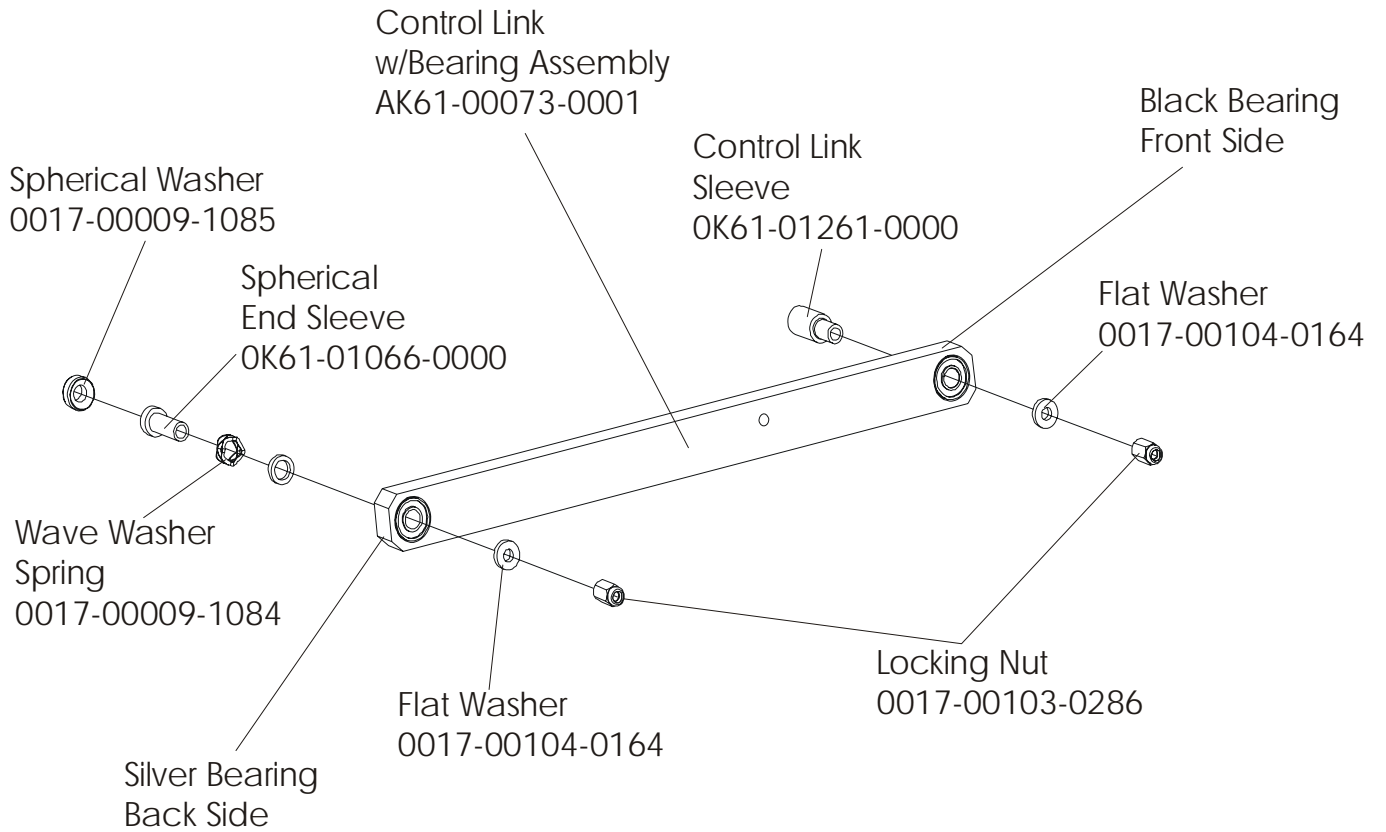 Control Link
w/Bearing Assembly
AK61-00073-0001
Black Bearing
Front Side
Control Link
Sleeve
0K61-01261-0000
Spherical Washer
0017-00009-1085
Spherical
End Sleeve
0K61-01066-0000
Flat Washer
0017-00104-0164
Wave Washer
Spring
0017-00009-1084
Locking Nut
0017-00103-0286
Flat Washer
0017-00104-0164
Silver Bearing
Back Side